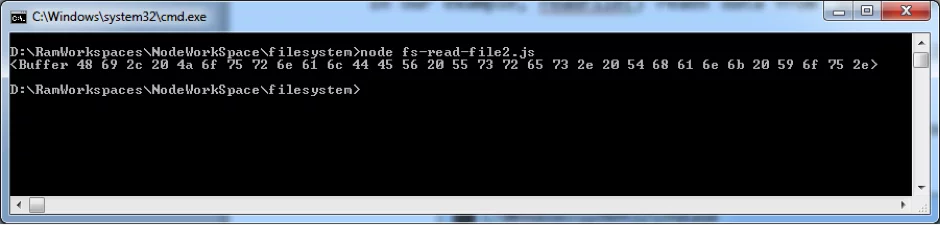 C:\Windows\system32\cmd.exe
D:\RamWorkspaces\NodeWorkSpace\filesystem>node fs-read-file2.js
<Buffer 48 69 2c 20 4a 6f 75 72 6e 61 6c 44 45 56 20 55 73 72 65 73 2e 20 54 68 61 6e 6b 20 59 6f 75 2e>
D:\RamWorkspaces\NodeWorkSpace\filesystem>